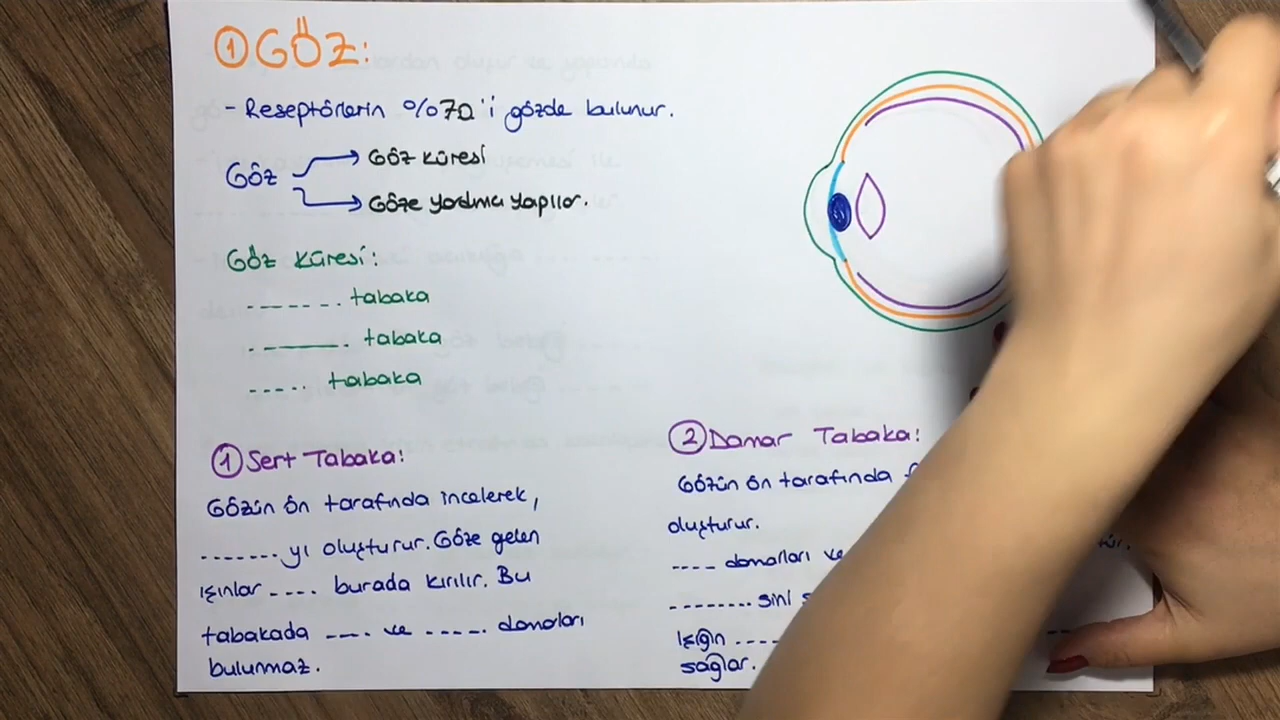 ① GÖZ:
- Reseptörlerin %70'i gözde bulunur.
Göz → Göz küresi
→ Göze yardımcı yapılar.
Göz Küresi:
------- tabaka
------- tabaka
----- tabaka
① Sert Tabaka:
Gözün ön tarafında incelerek,
------- yı oluşturur. Göze gelen
ışınlar ---- burada kırılır. Bu
tabakada ---- ve ----- damarları
bulunmaz.
② Damar Tabaka:
Gözün ön tarafında
oluşturur.
---- damarları ve
-------- sini
Işığın ----
sağlar.